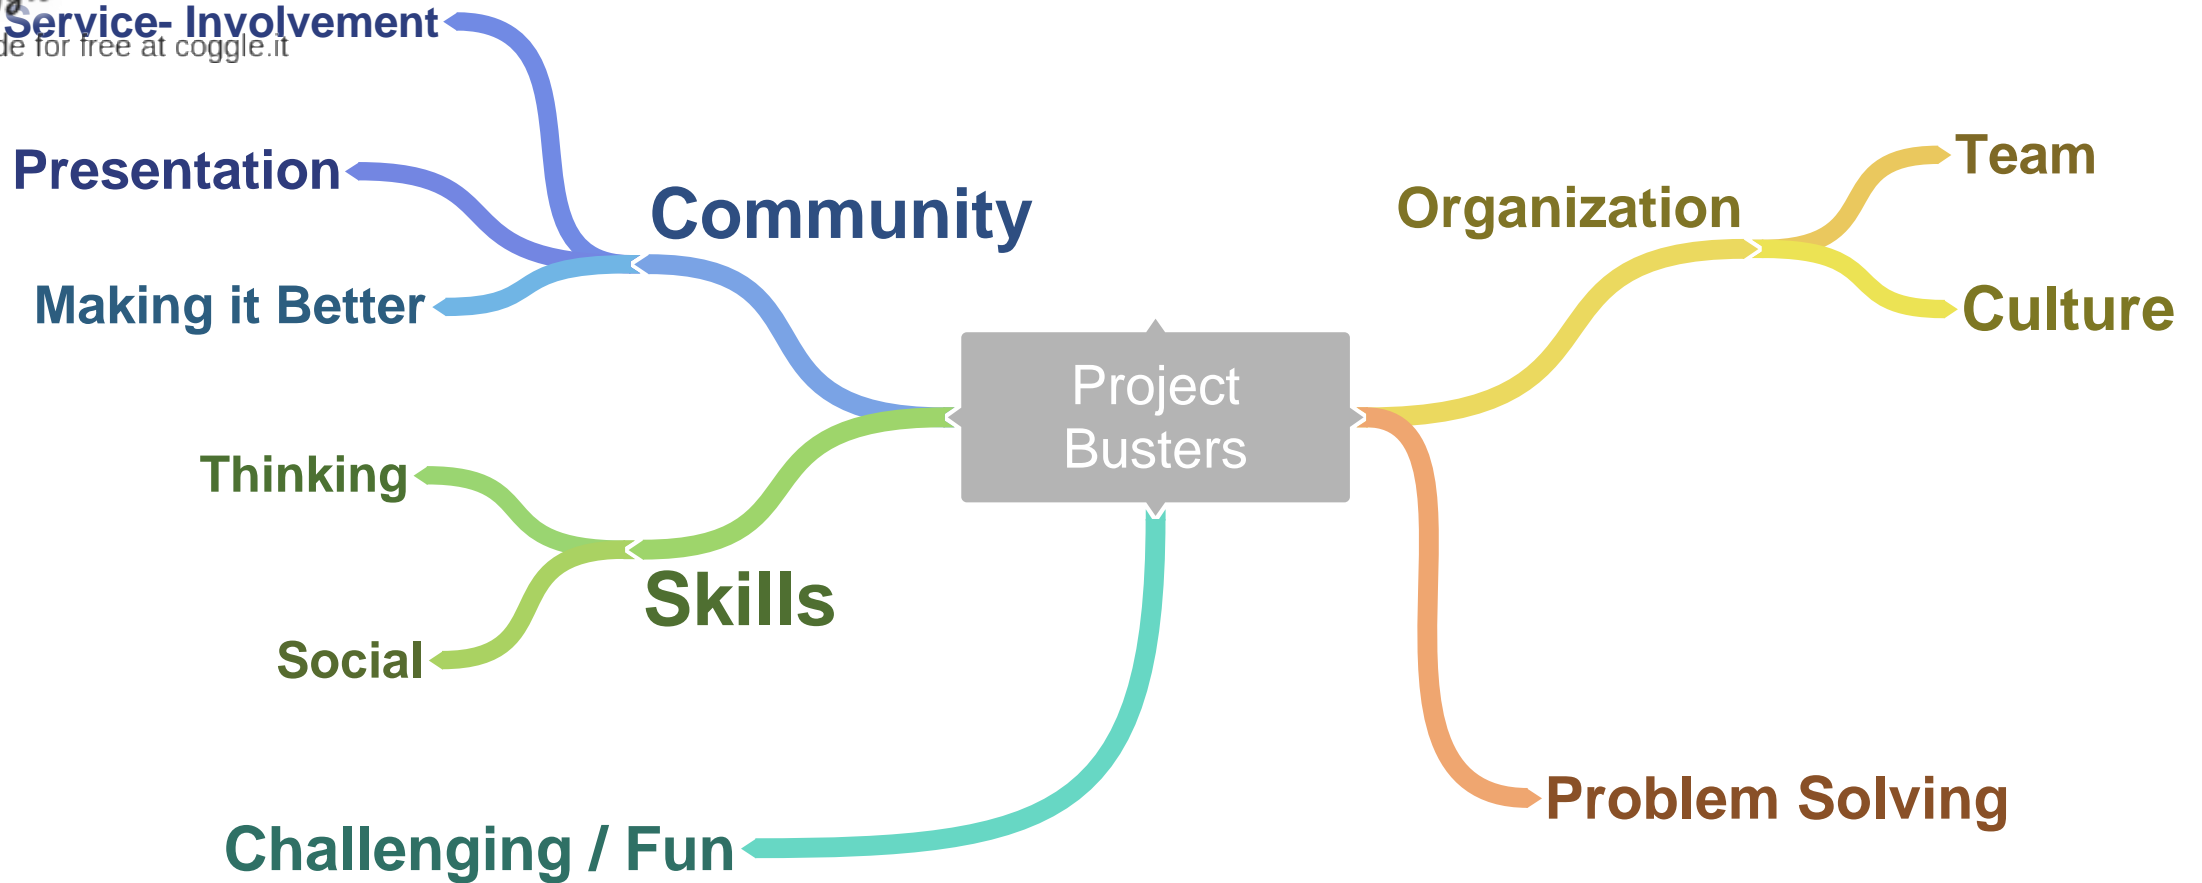 Service- Involvement
for free at coggle.it
Presentation
Making it Better
Community
Thinking
Skills
Social
Challenging / Fun
Project
Busters
Organization
Team
Culture
Problem Solving